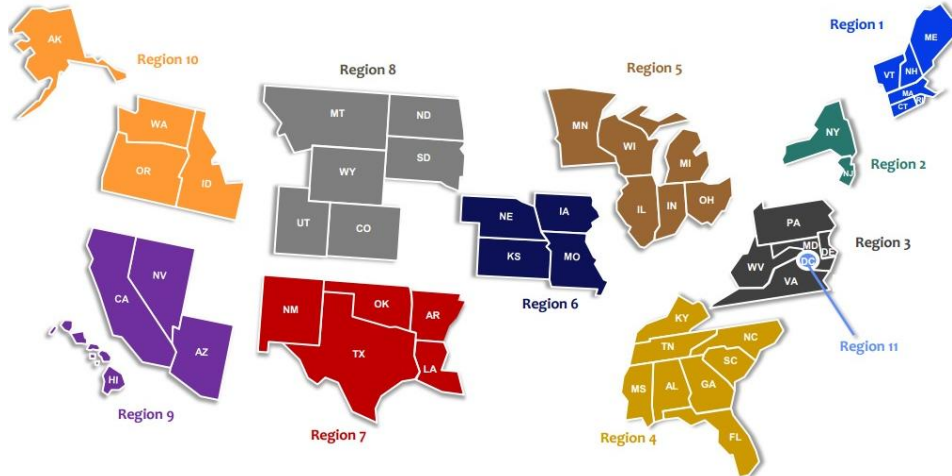 AK
Region 10
WA
OR
ID
Region 8
MT
ND
SD
WY
UT
CO
Region 5
MN
WI
MI
IL
IN
OH
Region 1
ME
VT
NH
MA
CT
RI
NY
NJ
Region 2
NE
IA
KS
MO
Region 6
PA
MD
DE
WV
DC
VA
Region 3
Region 11
NV
CA
AZ
HI
Region 9
NM
OK
AR
TX
LA
Region 7
KY
TN
NC
SC
MS
AL
GA
FL
Region 4